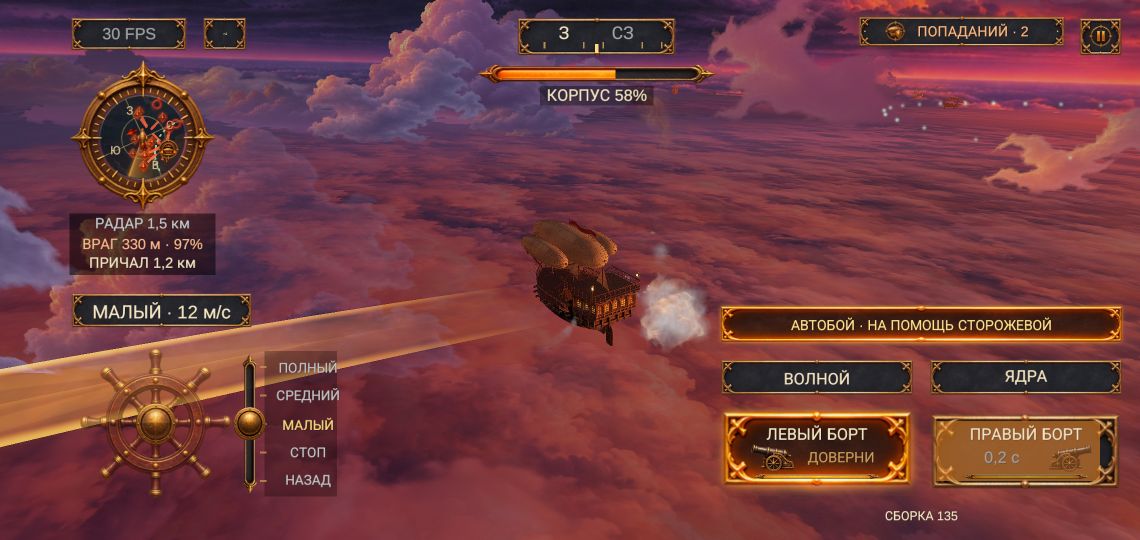 30 FPS
~
З СЗ
ПОПАДАНИЙ · 2
КОРПУС 58%
З
Ю
В
РАДАР 1,5 км
ВРАГ 330 м · 97%
ПРИЧАЛ 1,2 км
МАЛЫЙ · 12 м/с
ПОЛНЫЙ
СРЕДНИЙ
МАЛЫЙ
СТОП
НАЗАД
АВТОБОЙ · НА ПОМОЩЬ СТОРОЖЕВОЙ
ВОЛНОЙ
ЯДРА
ЛЕВЫЙ БОРТ
ДОВЕРНИ
ПРАВЫЙ БОРТ
0,2 с
СБОРКА 135